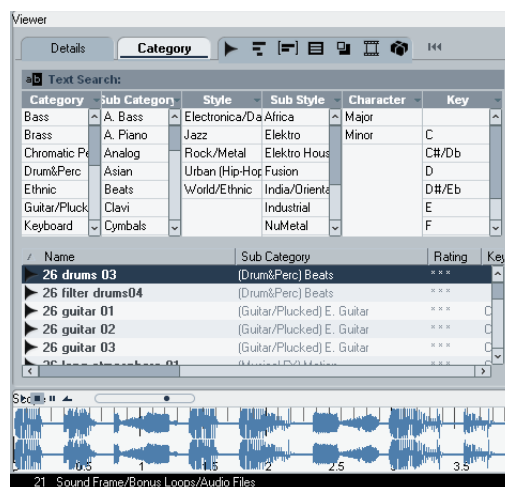 Viewer
Details Category
Text Search:
Category Sub Category Style Sub Style Character Key
Bass A. Bass Electronica/Da Africa Major
Brass A. Piano Jazz Elektro Minor C
Chromatic Pe Analog Rock/Metal Elektro Hous C#/Db
Drum&Perc Asian Urban (Hip-Hop Fusion D
Ethnic Beats World/Ethnic India/Orienta D#/Eb
Guitar/Pluck Clavi Industrial E
Keyboard Cymbals NuMetal F
Name Sub Category Rating Key
26 drums 03 (Drum&Perc) Beats ***
26 filter drums04 (Drum&Perc) Beats ***
26 guitar 01 (Guitar/Plucked) E. Guitar *** C
26 guitar 02 (Guitar/Plucked) E. Guitar *** C
26 guitar 03 (Guitar/Plucked) E. Guitar *** C
0.5 1 1.5 2 2.5 3.5
21 Sound Frame/Bonus Loops/Audio Files